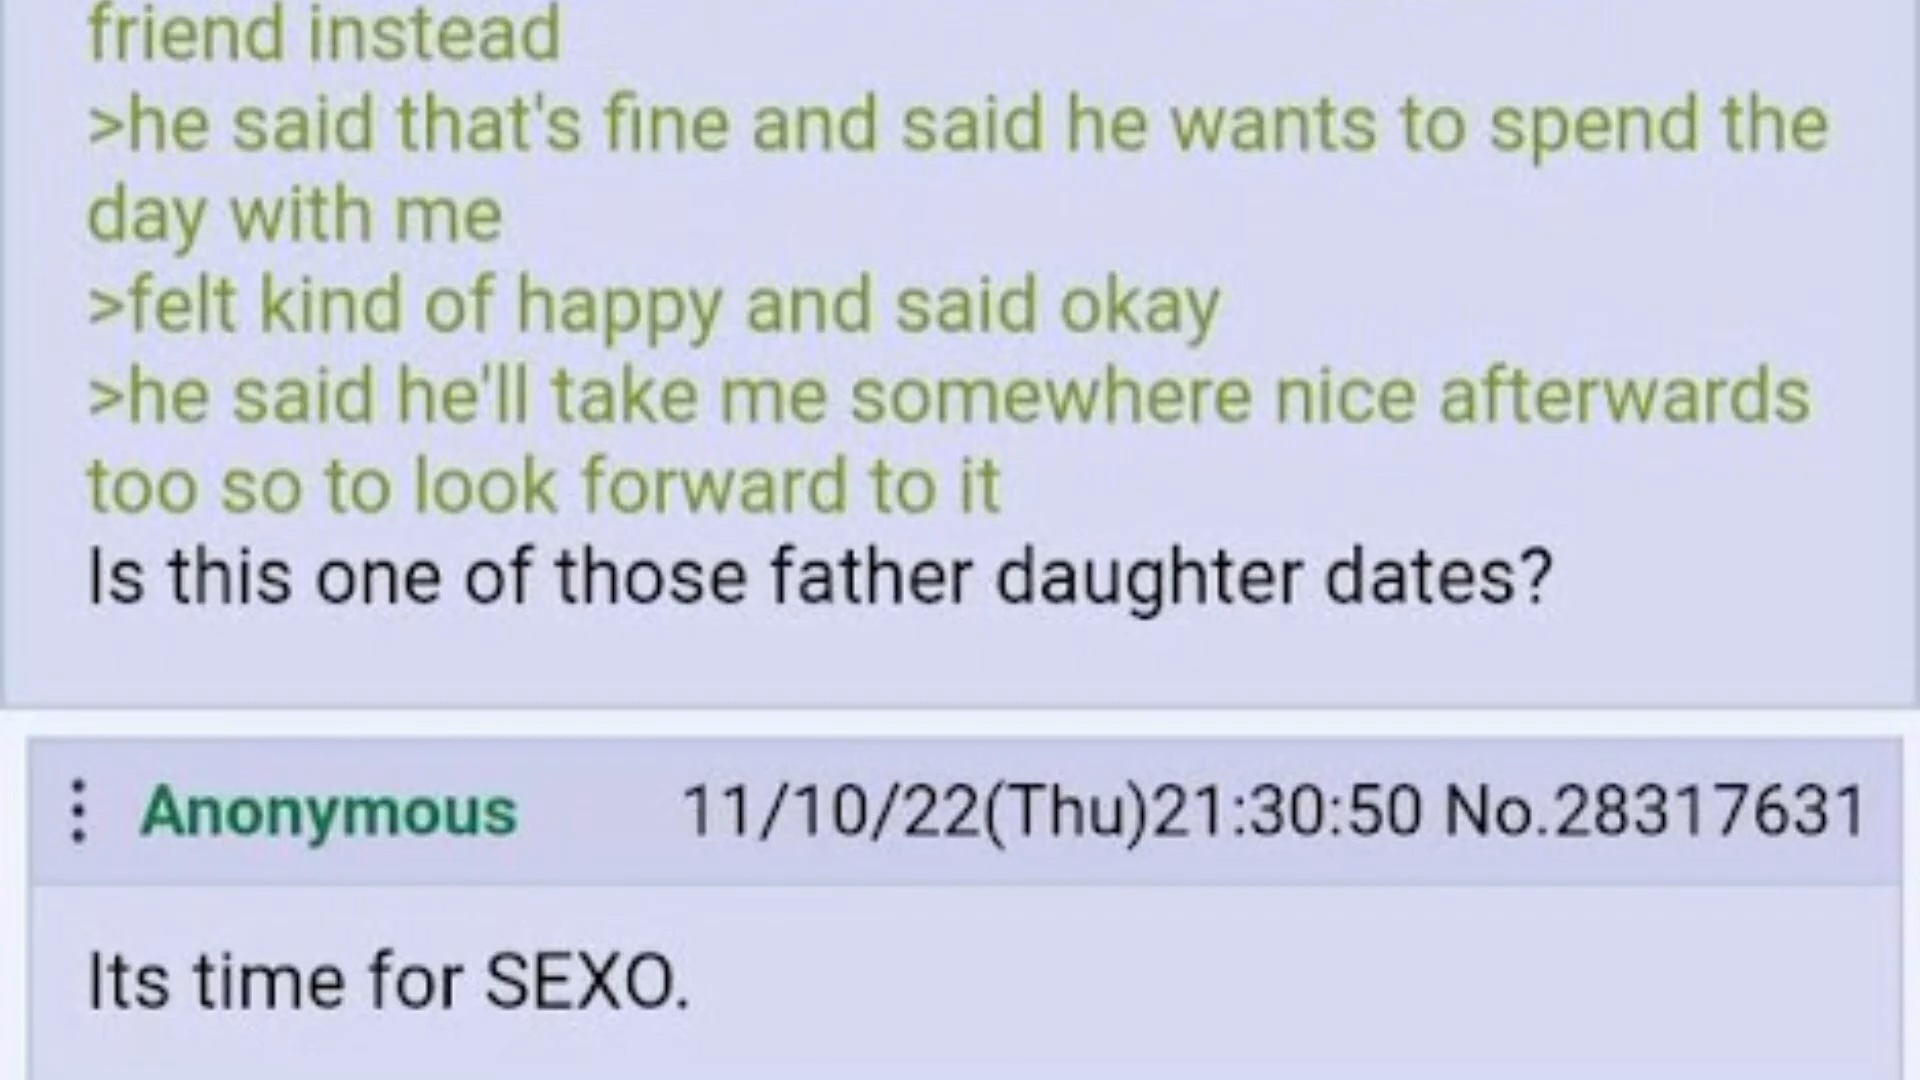 friend instead
>he said that's fine and said he wants to spend the
day with me
>felt kind of happy and said okay
>he said he'll take me somewhere nice afterwards
too so to look forward to it
Is this one of those father daughter dates?
Anonymous 11/10/22(Thu)21:30:50 No.28317631
Its time for SEXO.